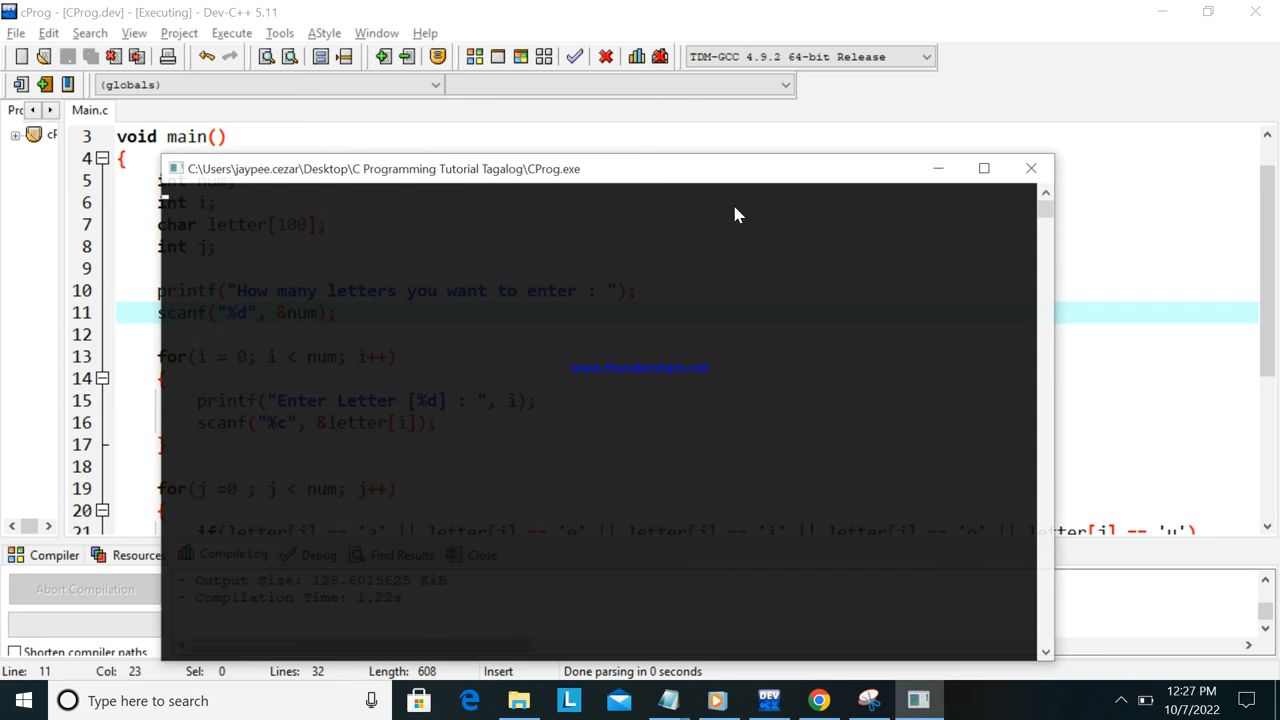 cProg - [CProg.dev] - [Executing] - Dev-C++ 5.11
File Edit Search View Project Execute Tools AStyle Window Help
TDM-GCC 4.9.2 64-bit Release
(globals)
Main.c
3 void main()
4 {
C:\Users\jaypee.cezar\Desktop\C Programming Tutorial Tagalog\CProg.exe
5 int num;
6 int i;
7 char letter[100];
8 int j;
9
10 printf("How many letters you want to enter : ");
11 scanf("%d", &num);
12
13 for(i = 0; i < num; i++)
www.thundershare.net
14 {
15 printf("Enter Letter [%d] : ", i);
16 scanf("%c", &letter[i]);
17 }
18
19 for(j =0 ; j < num; j++)
20 {
21 if(letter[j] == 'a' || letter[j] == 'e' || letter[j] == 'i' || letter[j] == 'o' || letter[j] == 'u')
Compiler Resources Compile Log Debug Find Results Close
Abort Compilation
- Output Size: 128.6015625 KiB
- Compilation Time: 1.22s
Shorten compiler paths
Line: 11 Col: 23 Sel: 0 Lines: 32 Length: 608 Insert Done parsing in 0 seconds
Type here to search
12:27 PM
10/7/2022